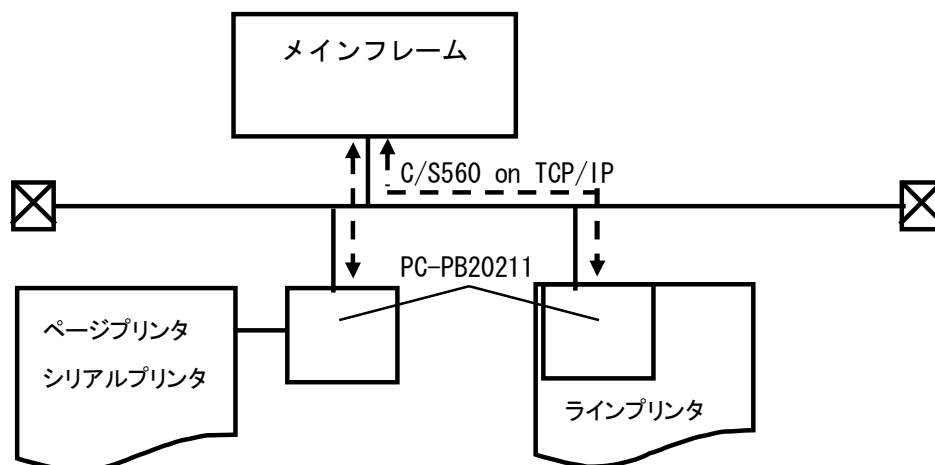 メインフレーム
C/S560 on TCP/IP
PC-PB20211
ページプリンタ
シリアルプリンタ
ラインプリンタ